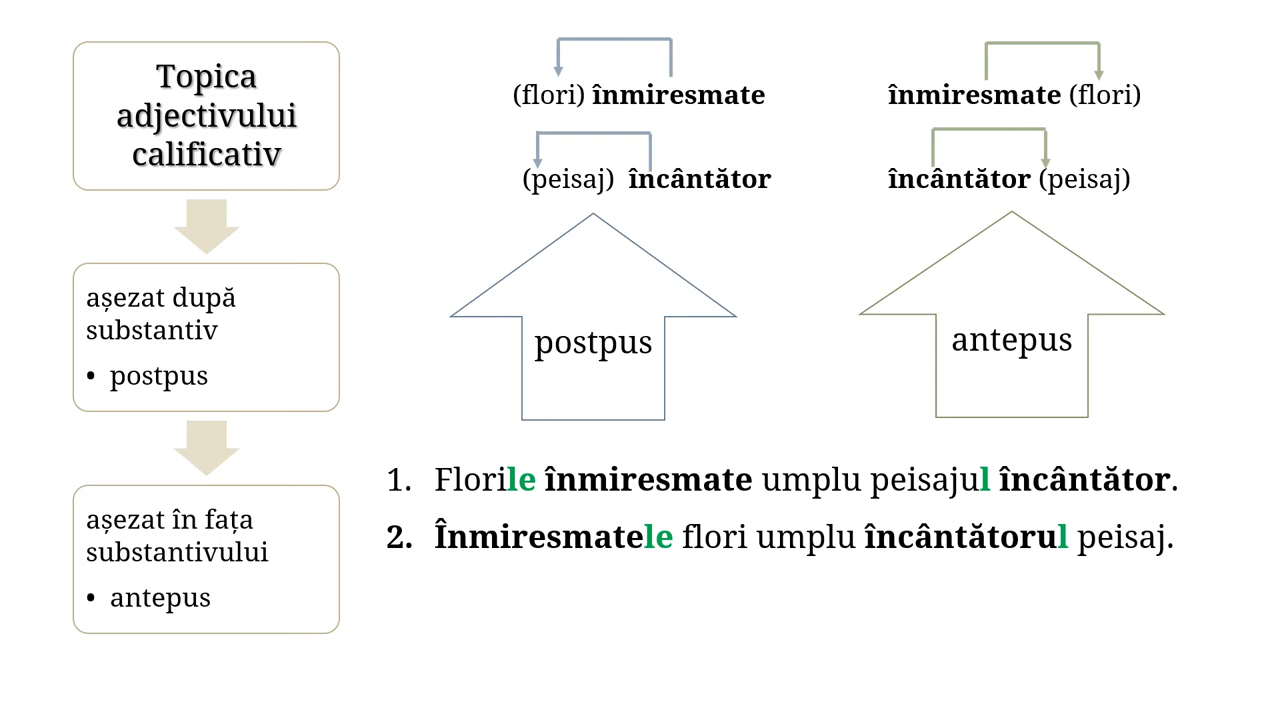 Topica
adjectivului
calificativ
așezat după
substantiv
• postpus
așezat în fața
substantivului
• antepus
(flori) înmiresmate
(peisaj) încântător
postpus
înmiresmate (flori)
încântător (peisaj)
antepus
1. Florile înmiresmate umplu peisajul încântător.
2. Înmiresmatele flori umplu încântătorul peisaj.